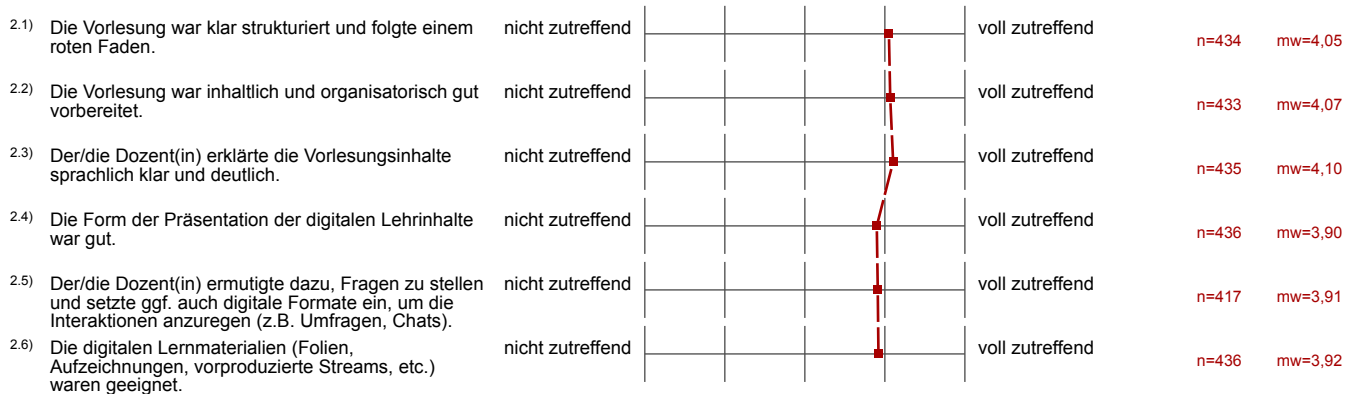 2.1) Die Vorlesung war klar strukturiert und folgte einem roten Faden. nicht zutreffend voll zutreffend n=434 mw=4,05
2.2) Die Vorlesung war inhaltlich und organisatorisch gut vorbereitet. nicht zutreffend voll zutreffend n=433 mw=4,07
2.3) Der/die Dozent(in) erklärte die Vorlesungsinhalte sprachlich klar und deutlich. nicht zutreffend voll zutreffend n=435 mw=4,10
2.4) Die Form der Präsentation der digitalen Lehrinhalte war gut. nicht zutreffend voll zutreffend n=436 mw=3,90
2.5) Der/die Dozent(in) ermutigte dazu, Fragen zu stellen und setzte ggf. auch digitale Formate ein, um die Interaktionen anzuregen (z.B. Umfragen, Chats). nicht zutreffend voll zutreffend n=417 mw=3,91
2.6) Die digitalen Lernmaterialien (Folien, Aufzeichnungen, vorproduzierte Streams, etc.) waren geeignet. nicht zutreffend voll zutreffend n=436 mw=3,92